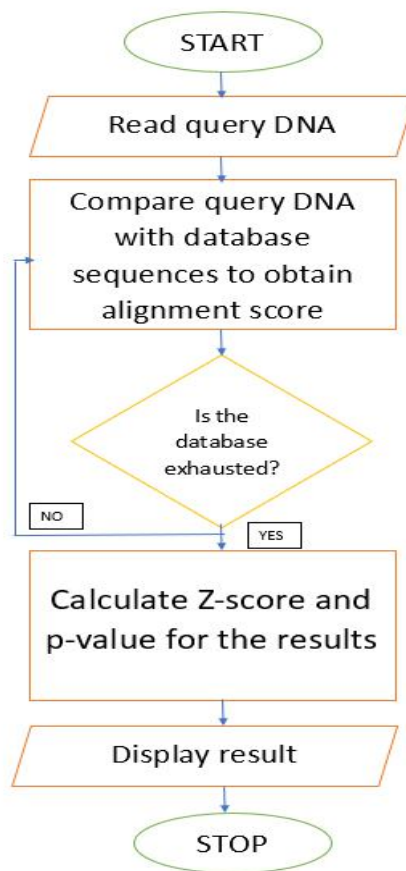 START
Read query DNA
Compare query DNA
with database
sequences to obtain
alignment score
Is the
database
exhausted?
NO
YES
Calculate Z-score and
p-value for the results
Display result
STOP